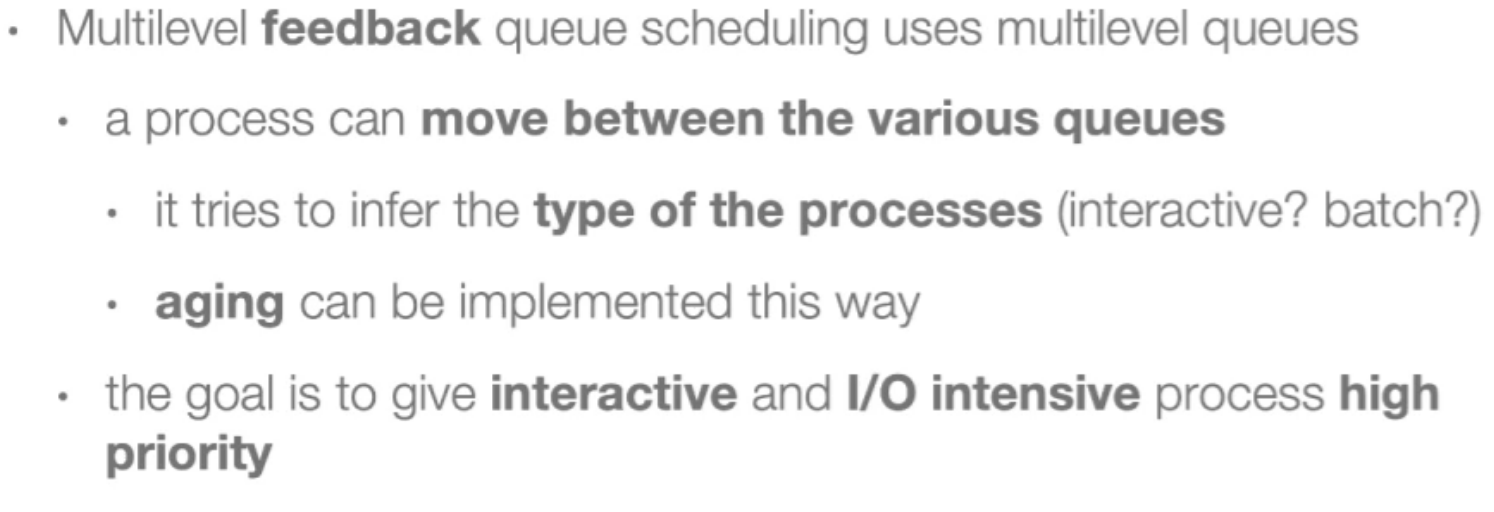 • Multilevel feedback queue scheduling uses multilevel queues
• a process can move between the various queues
• it tries to infer the type of the processes (interactive? batch?)
• aging can be implemented this way
• the goal is to give interactive and I/O intensive process high
priority